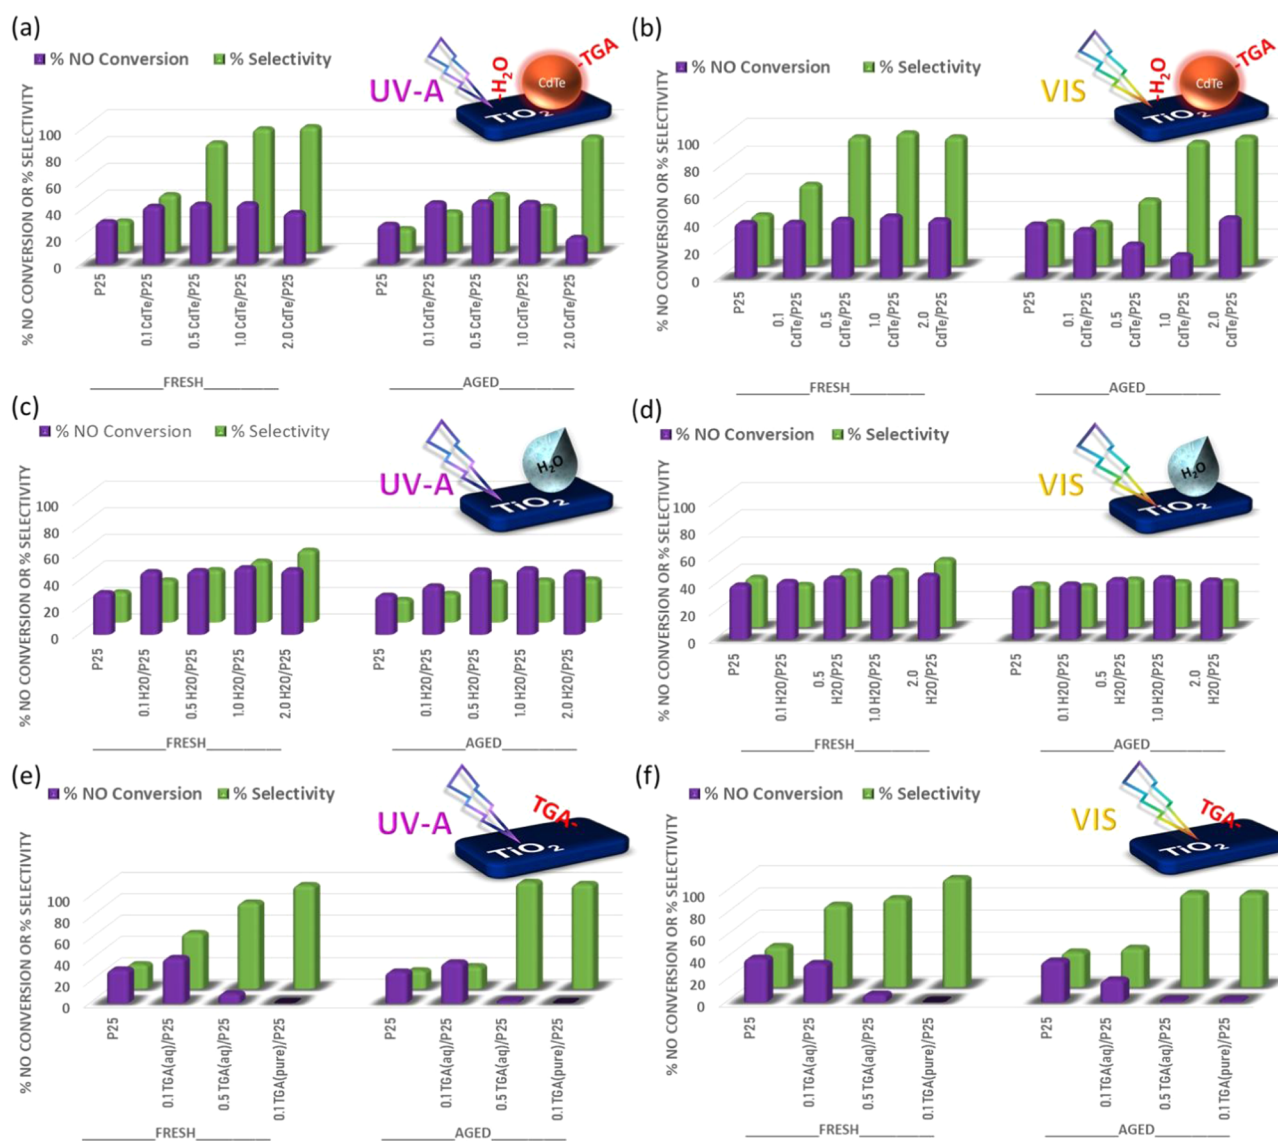 (a)
% NO Conversion
% Selectivity
UV-A
-H2O
CdTe
-TGA
TiO2
% NO CONVERSION OR % SELECTIVITY
100
80
60
40
20
0
P25
0.1 CdTe/P25
0.5 CdTe/P25
1.0 CdTe/P25
2.0 CdTe/P25
P25
0.1 CdTe/P25
0.5 CdTe/P25
1.0 CdTe/P25
2.0 CdTe/P25
FRESH
AGED
(b)
% NO Conversion
% Selectivity
VIS
-H2O
CdTe
-TGA
TiO2
% NO CONVERSION OR % SELECTIVITY
100
80
60
40
20
0
P25
0.1
CdTe/P25
0.5
CdTe/P25
1.0
CdTe/P25
2.0
CdTe/P25
P25
0.1
CdTe/P25
0.5
CdTe/P25
1.0
CdTe/P25
2.0
CdTe/P25
FRESH
AGED
(c)
% NO Conversion
% Selectivity
UV-A
H2O
TiO2
% NO CONVERSION OR % SELECTIVITY
100
80
60
40
20
0
P25
0.1 H2O/P25
0.5 H2O/P25
1.0 H2O/P25
2.0 H2O/P25
P25
0.1 H2O/P25
0.5 H2O/P25
1.0 H2O/P25
2.0 H2O/P25
FRESH
AGED
(d)
% NO Conversion
% Selectivity
VIS
H2O
TiO2
% NO CONVERSION OR % SELECTIVITY
100
80
60
40
20
0
P25
0.1 H2O/P25
0.5
H2O/P25
1.0 H2O/P25
2.0
H2O/P25
P25
0.1 H2O/P25
0.5
H2O/P25
1.0 H2O/P25
2.0
H2O/P25
FRESH
AGED
(e)
% NO Conversion
% Selectivity
UV-A
TGA-
TiO2
% NO CONVERSION OR % SELECTIVITY
100
80
60
40
20
0
P25
0.1 TGA(aq)/P25
0.5 TGA(aq)/P25
0.1 TGA(pure)/P25
P25
0.1 TGA(aq)/P25
0.5 TGA(aq)/P25
0.1 TGA(pure)/P25
FRESH
AGED
(f)
% NO Conversion
% Selectivity
VIS
TGA-
TiO2
% NO CONVERSION OR % SELECTIVITY
100
80
60
40
20
0
P25
0.1 TGA(aq)/P25
0.5 TGA(aq)/P25
0.1 TGA(pure)/P25
P25
0.1 TGA(aq)/P25
0.5 TGA(aq)/P25
0.1 TGA(pure)/P25
FRESH
AGED